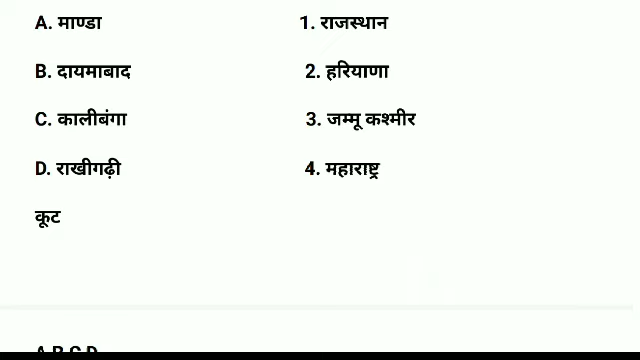 A. माण्डा 1. राजस्थान
B. दायमाबाद 2. हरियाणा
C. कालीबंगा 3. जम्मू कश्मीर
D. राखीगढ़ी 4. महाराष्ट्र
कूट
A B C D